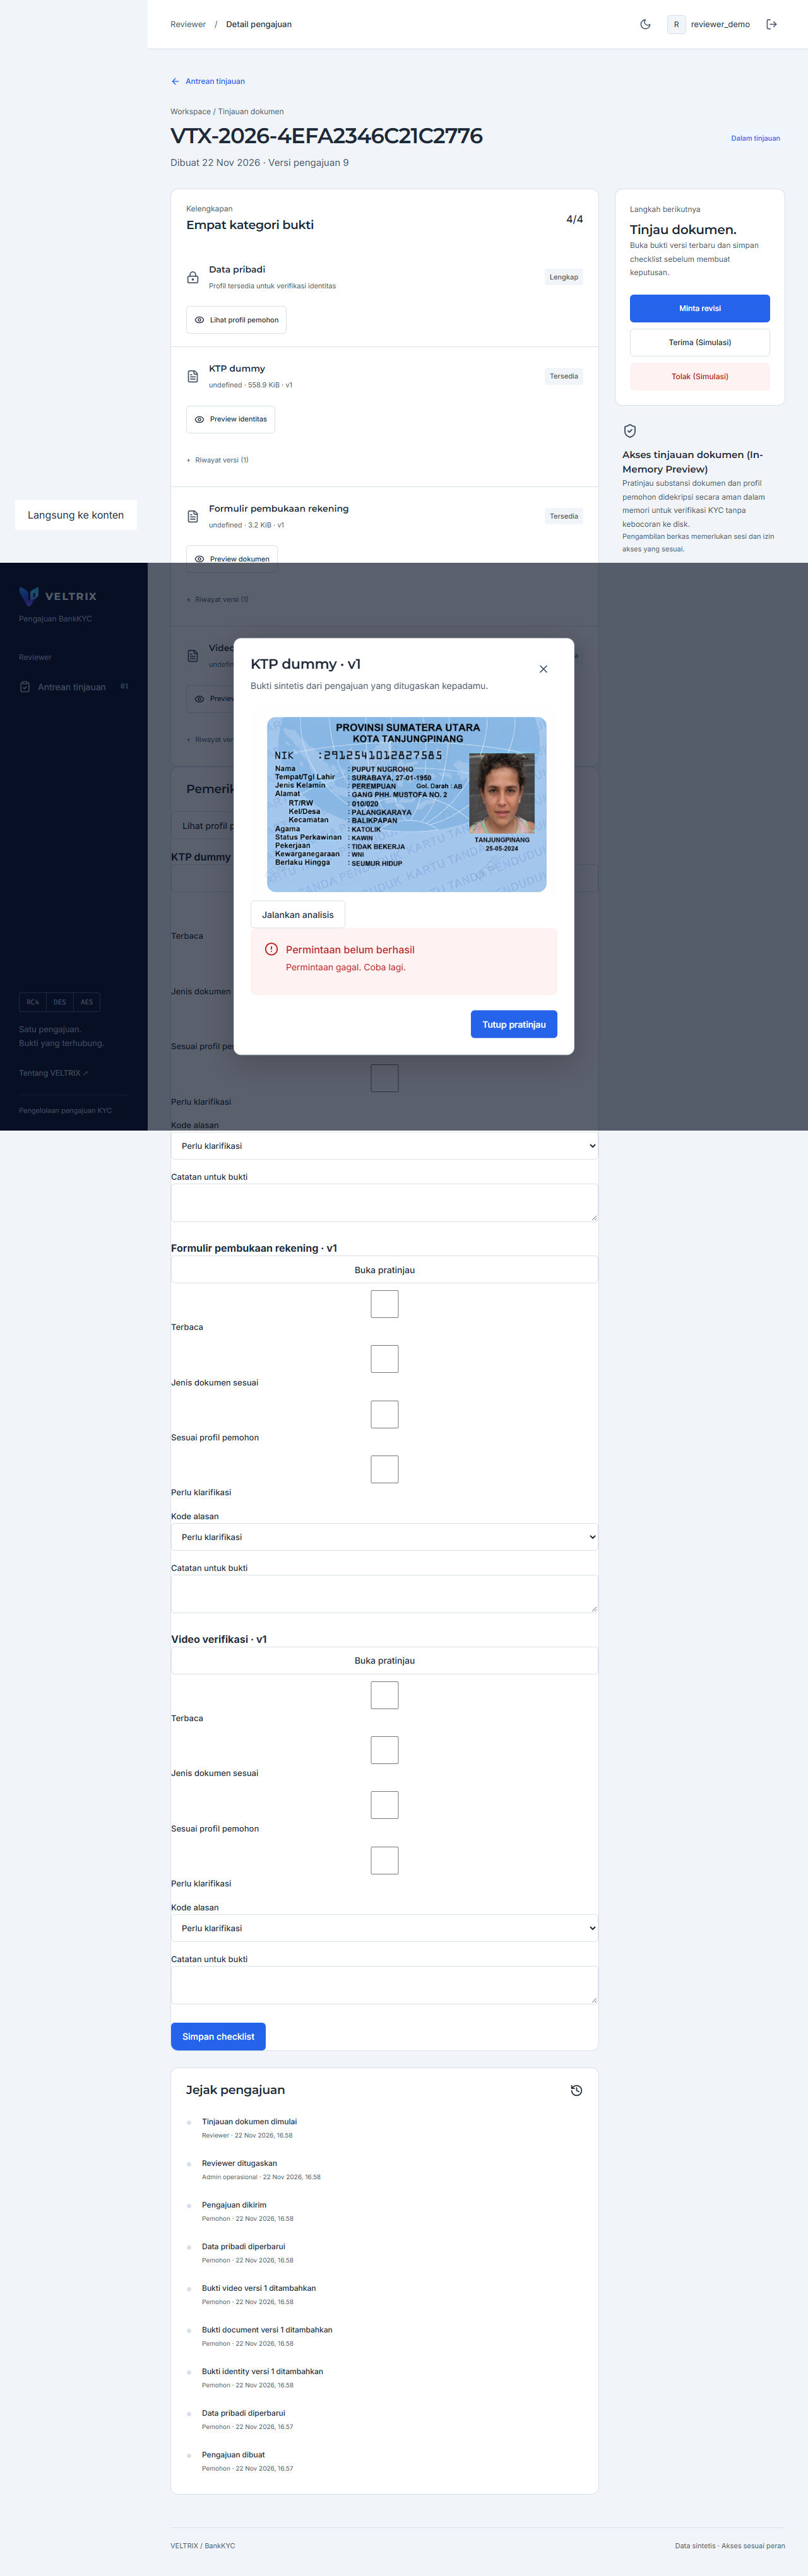 Reviewer / Detail pengajuan
R reviewer_demo
Antrean tinjauan
Workspace / Tinjauan dokumen
VTX-2026-4EFA2346C21C2776
Dalam tinjauan
Dibuat 22 Nov 2026 · Versi pengajuan 9
Kelengkapan
Empat kategori bukti
4/4
Data pribadi
Profil tersedia untuk verifikasi identitas
Lengkap
Lihat profil pemohon
KTP dummy
undefined · 558.9 KiB · v1
Tersedia
Preview identitas
+ Riwayat versi (1)
Formulir pembukaan rekening
undefined · 3.2 KiB · v1
Tersedia
Preview dokumen
+ Riwayat versi (1)
Langkah berikutnya
Tinjau dokumen.
Buka bukti versi terbaru dan simpan
checklist sebelum membuat
keputusan.
Minta revisi
Terima (Simulasi)
Tolak (Simulasi)
Akses tinjauan dokumen (In-
Memory Preview)
Pratinjau substansi dokumen dan profil
pemohon didekripsi secara aman dalam
memori untuk verifikasi KYC tanpa
kebocoran ke disk.
Pengambilan berkas memerlukan sesi dan izin
akses yang sesuai.
Langsung ke konten
VELTRIX
Pengajuan BankKYC
Reviewer
Antrean tinjauan 01
RC4 DES AES
Satu pengajuan.
Bukti yang terhubung.
Tentang VELTRIX ↗
Pengelolaan pengajuan KYC
Video
undefin
Preview
+ Riwayat ver
Pemerik
Lihat profil p
KTP dummy
Terbaca
Jenis dokumen
Sesuai profil pe
KTP dummy · v1
Bukti sintetis dari pengajuan yang ditugaskan kepadamu.
PROVINSI SUMATERA UTARA
KOTA TANJUNGPINANG
NIK :2912541012827585
Nama : PUPUT NUGROHO
Tempat/Tgl Lahir : SURABAYA, 27-01-1950
Jenis Kelamin : PEREMPUAN Gol. Darah : AB
Alamat : GANG PHH. MUSTOFA NO. 2
RT/RW : 010/020
Kel/Desa : PALANGKARAYA
Kecamatan : BALIKPAPAN
Agama : KATOLIK
Status Perkawinan : KAWIN
Pekerjaan : TIDAK BEKERJA
Kewarganegaraan : WNI
Berlaku Hingga : SEUMUR HIDUP
TANJUNGPINANG
25-05-2024
Jalankan analisis
Permintaan belum berhasil
Permintaan gagal. Coba lagi.
Tutup pratinjau
Perlu klarifikasi
Kode alasan
Perlu klarifikasi
Catatan untuk bukti
Formulir pembukaan rekening · v1
Buka pratinjau
Terbaca
Jenis dokumen sesuai
Sesuai profil pemohon
Perlu klarifikasi
Kode alasan
Perlu klarifikasi
Catatan untuk bukti
Video verifikasi · v1
Buka pratinjau
Terbaca
Jenis dokumen sesuai
Sesuai profil pemohon
Perlu klarifikasi
Kode alasan
Perlu klarifikasi
Catatan untuk bukti
Simpan checklist
Jejak pengajuan
Tinjauan dokumen dimulai
Reviewer · 22 Nov 2026, 16.58
Reviewer ditugaskan
Admin operasional · 22 Nov 2026, 16.58
Pengajuan dikirim
Pemohon · 22 Nov 2026, 16.58
Data pribadi diperbarui
Pemohon · 22 Nov 2026, 16.58
Bukti video versi 1 ditambahkan
Pemohon · 22 Nov 2026, 16.58
Bukti document versi 1 ditambahkan
Pemohon · 22 Nov 2026, 16.58
Bukti identity versi 1 ditambahkan
Pemohon · 22 Nov 2026, 16.58
Data pribadi diperbarui
Pemohon · 22 Nov 2026, 16.57
Pengajuan dibuat
Pemohon · 22 Nov 2026, 16.57
VELTRIX / BankKYC
Data sintetis · Akses sesuai peran